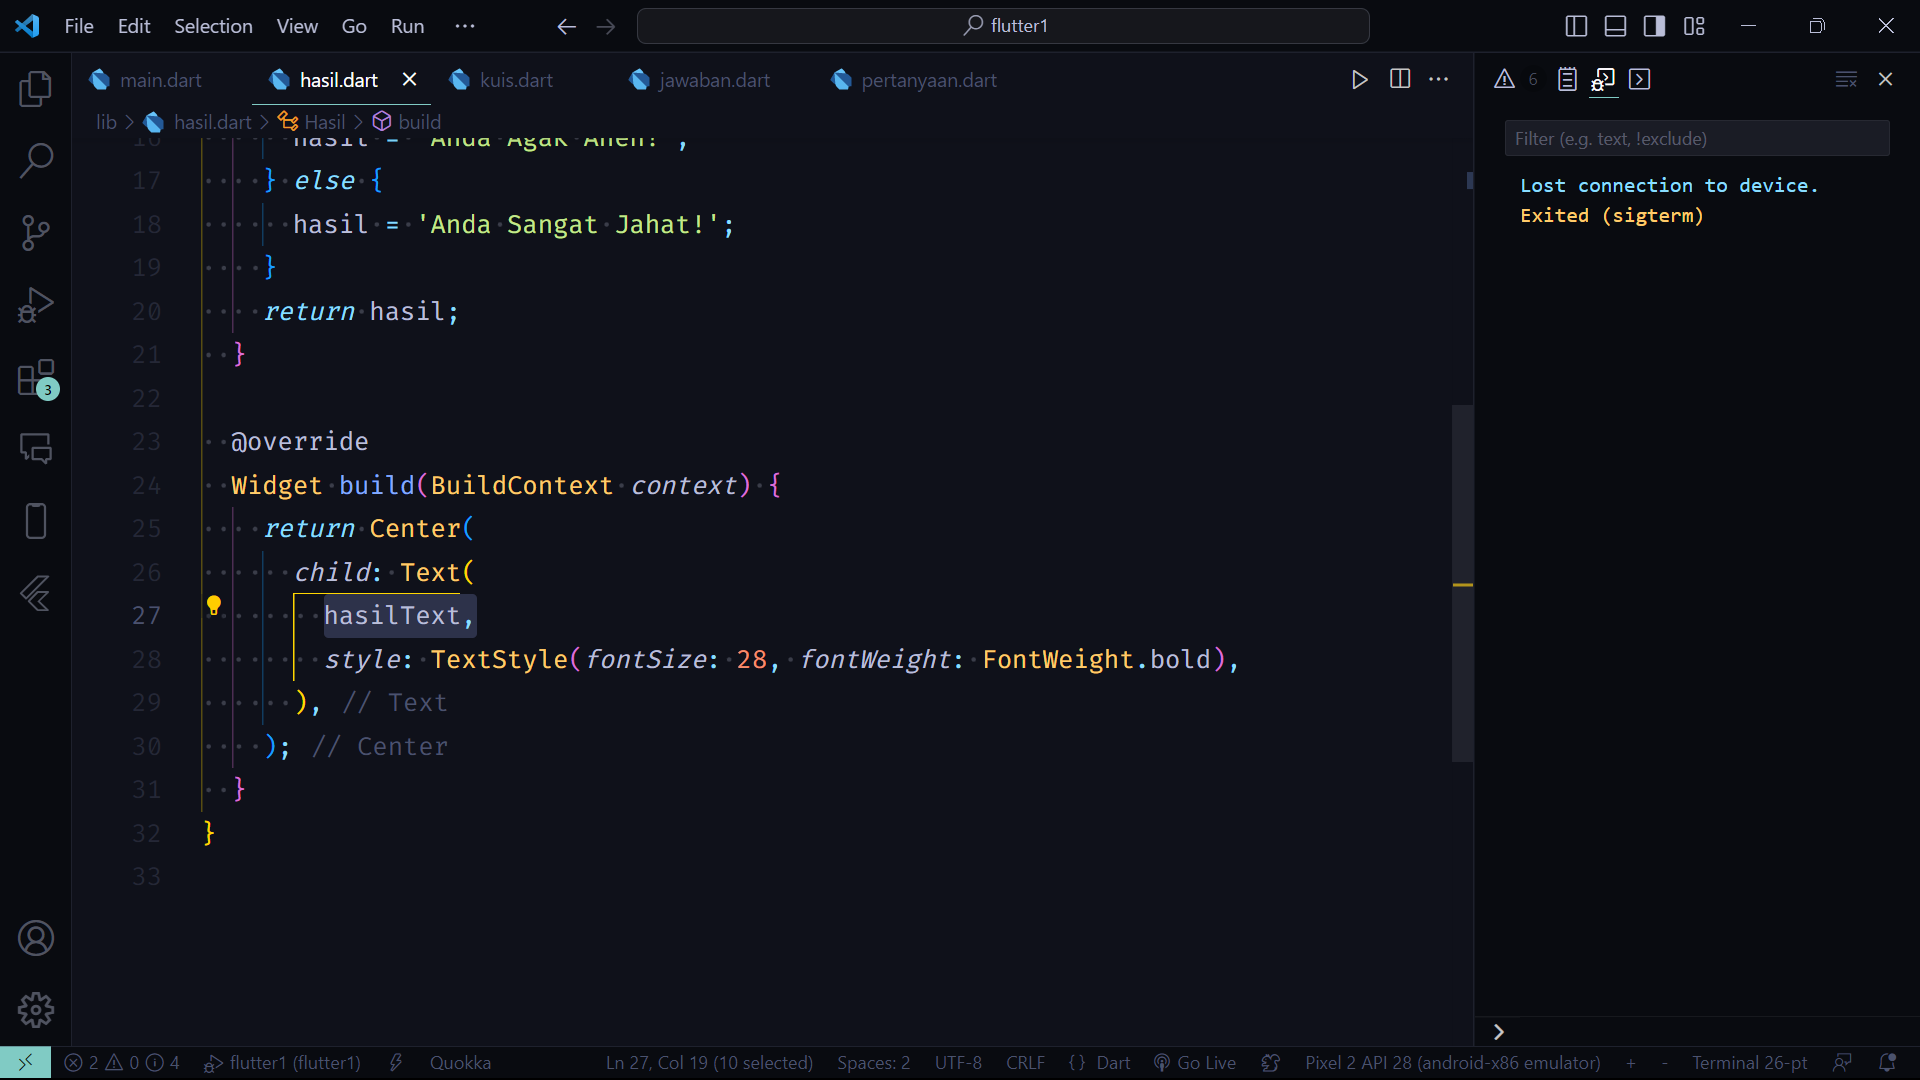 File Edit Selection View Go Run ··· flutter1
main.dart hasil.dart kuis.dart jawaban.dart pertanyaan.dart
lib > hasil.dart > Hasil > build
16 hasil = 'Anda Agak Aneh!';
17 } else {
18 hasil = 'Anda Sangat Jahat!';
19 }
20 return hasil;
21 }
22
23 @override
24 Widget build(BuildContext context) {
25 return Center(
26 child: Text(
27 hasilText,
28 style: TextStyle(fontSize: 28, fontWeight: FontWeight.bold),
29 ), // Text
30 ); // Center
31 }
32 }
33
3
6
Filter (e.g. text, !exclude)
Lost connection to device.
Exited (sigterm)
2 0 4 flutter1 (flutter1) Quokka Ln 27, Col 19 (10 selected) Spaces: 2 UTF-8 CRLF {} Dart Go Live Pixel 2 API 28 (android-x86 emulator) + - Terminal 26-pt